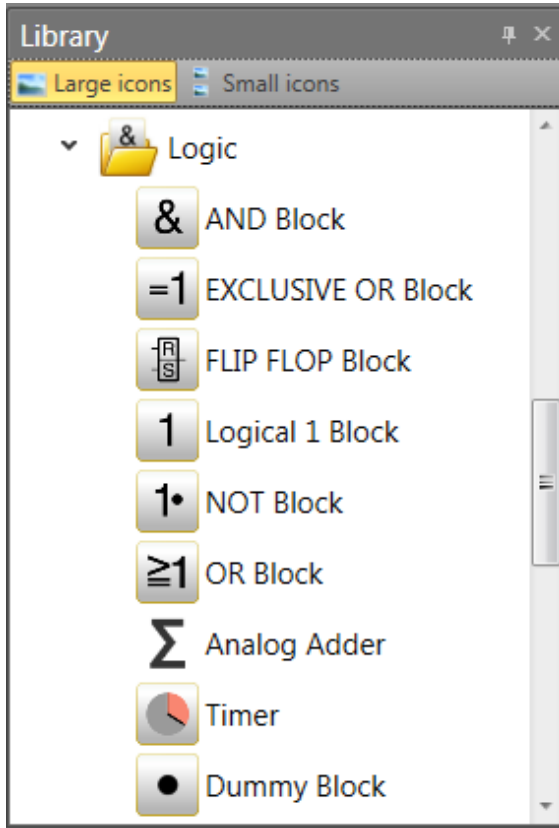 Library
Large icons Small icons
& Logic
& AND Block
=1 EXCLUSIVE OR Block
R
S FLIP FLOP Block
1 Logical 1 Block
1• NOT Block
≧1 OR Block
Σ Analog Adder
Timer
Dummy Block